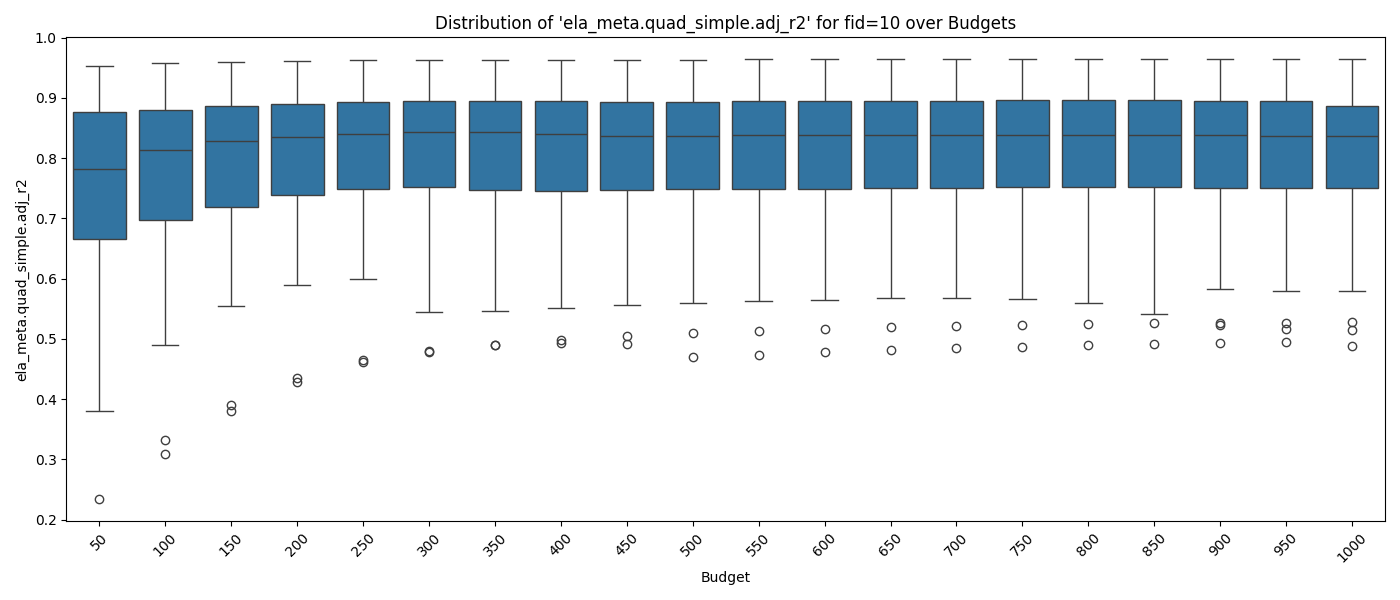 Distribution of 'ela_meta.quad_simple.adj_r2' for fid=10 over Budgets
ela_meta.quad_simple.adj_r2
1.0
0.9
0.8
0.7
0.6
0.5
0.4
0.3
0.2
50 100 150 200 250 300 350 400 450 500 550 600 650 700 750 800 850 900 950 1000
Budget